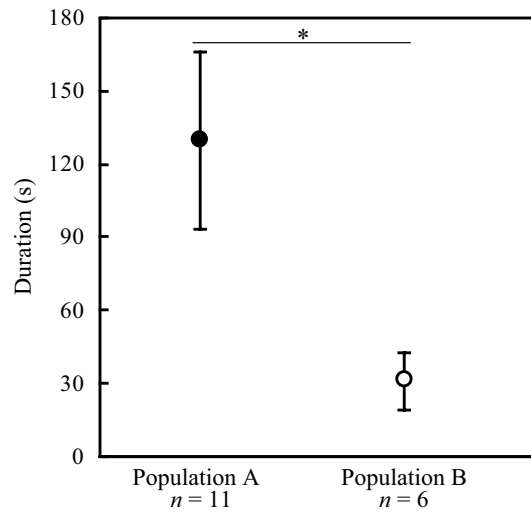 180
*
150
120
90
60
30
0
Duration (s)
Population A
n = 11
Population B
n = 6